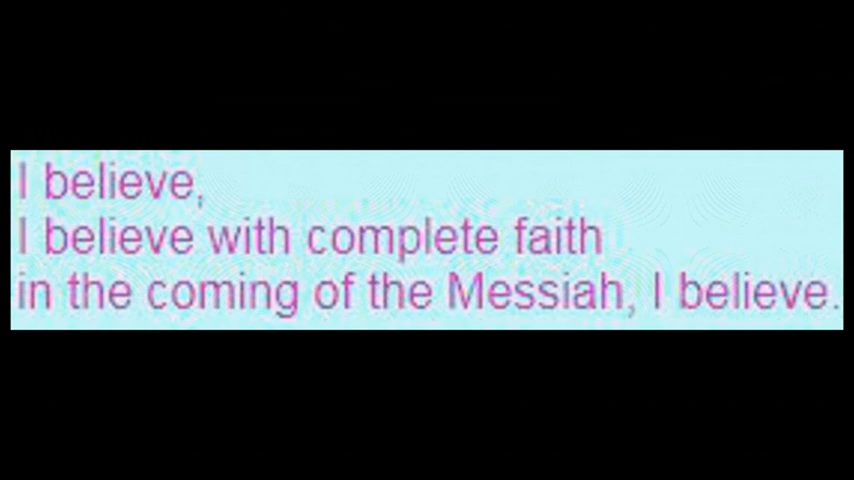 I believe,
I believe with complete faith
in the coming of the Messiah, I believe.